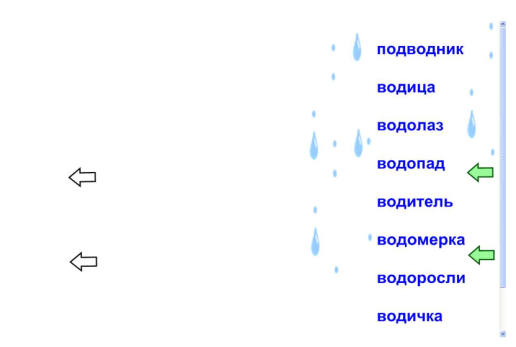 подводник
водица
водолаз
водопад
водитель
водомерка
водоросли
водичка